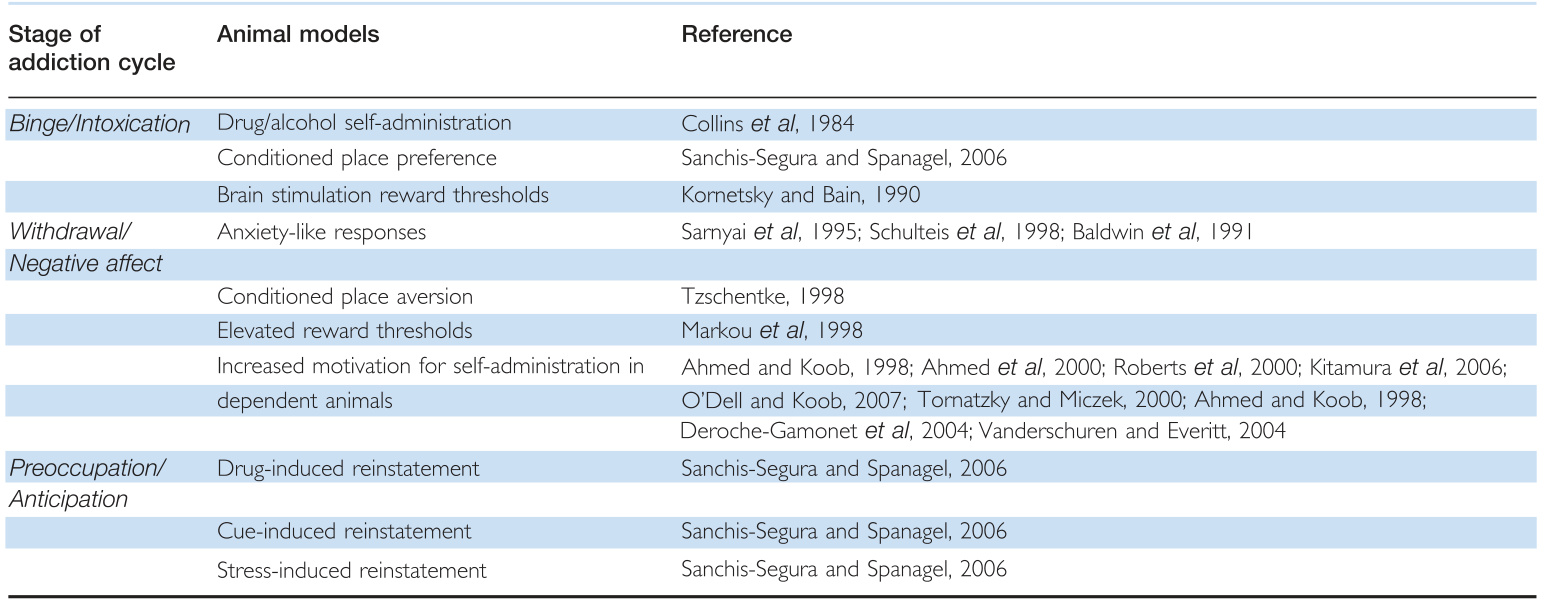 Stage of Animal models Reference
addiction cycle
Binge/Intoxication Drug/alcohol self-administration Collins et al, 1984
Conditioned place preference Sanchis-Segura and Spanagel, 2006
Brain stimulation reward thresholds Kornetsky and Bain, 1990
Withdrawal/ Anxiety-like responses Sarnyai et al, 1995; Schulteis et al, 1998; Baldwin et al, 1991
Negative affect
Conditioned place aversion Tzschentke, 1998
Elevated reward thresholds Markou et al, 1998
Increased motivation for self-administration in Ahmed and Koob, 1998; Ahmed et al, 2000; Roberts et al, 2000; Kitamura et al, 2006;
dependent animals O'Dell and Koob, 2007; Tornatzky and Miczek, 2000; Ahmed and Koob, 1998;
Deroche-Gamonet et al, 2004; Vanderschuren and Everitt, 2004
Preoccupation/ Drug-induced reinstatement Sanchis-Segura and Spanagel, 2006
Anticipation
Cue-induced reinstatement Sanchis-Segura and Spanagel, 2006
Stress-induced reinstatement Sanchis-Segura and Spanagel, 2006